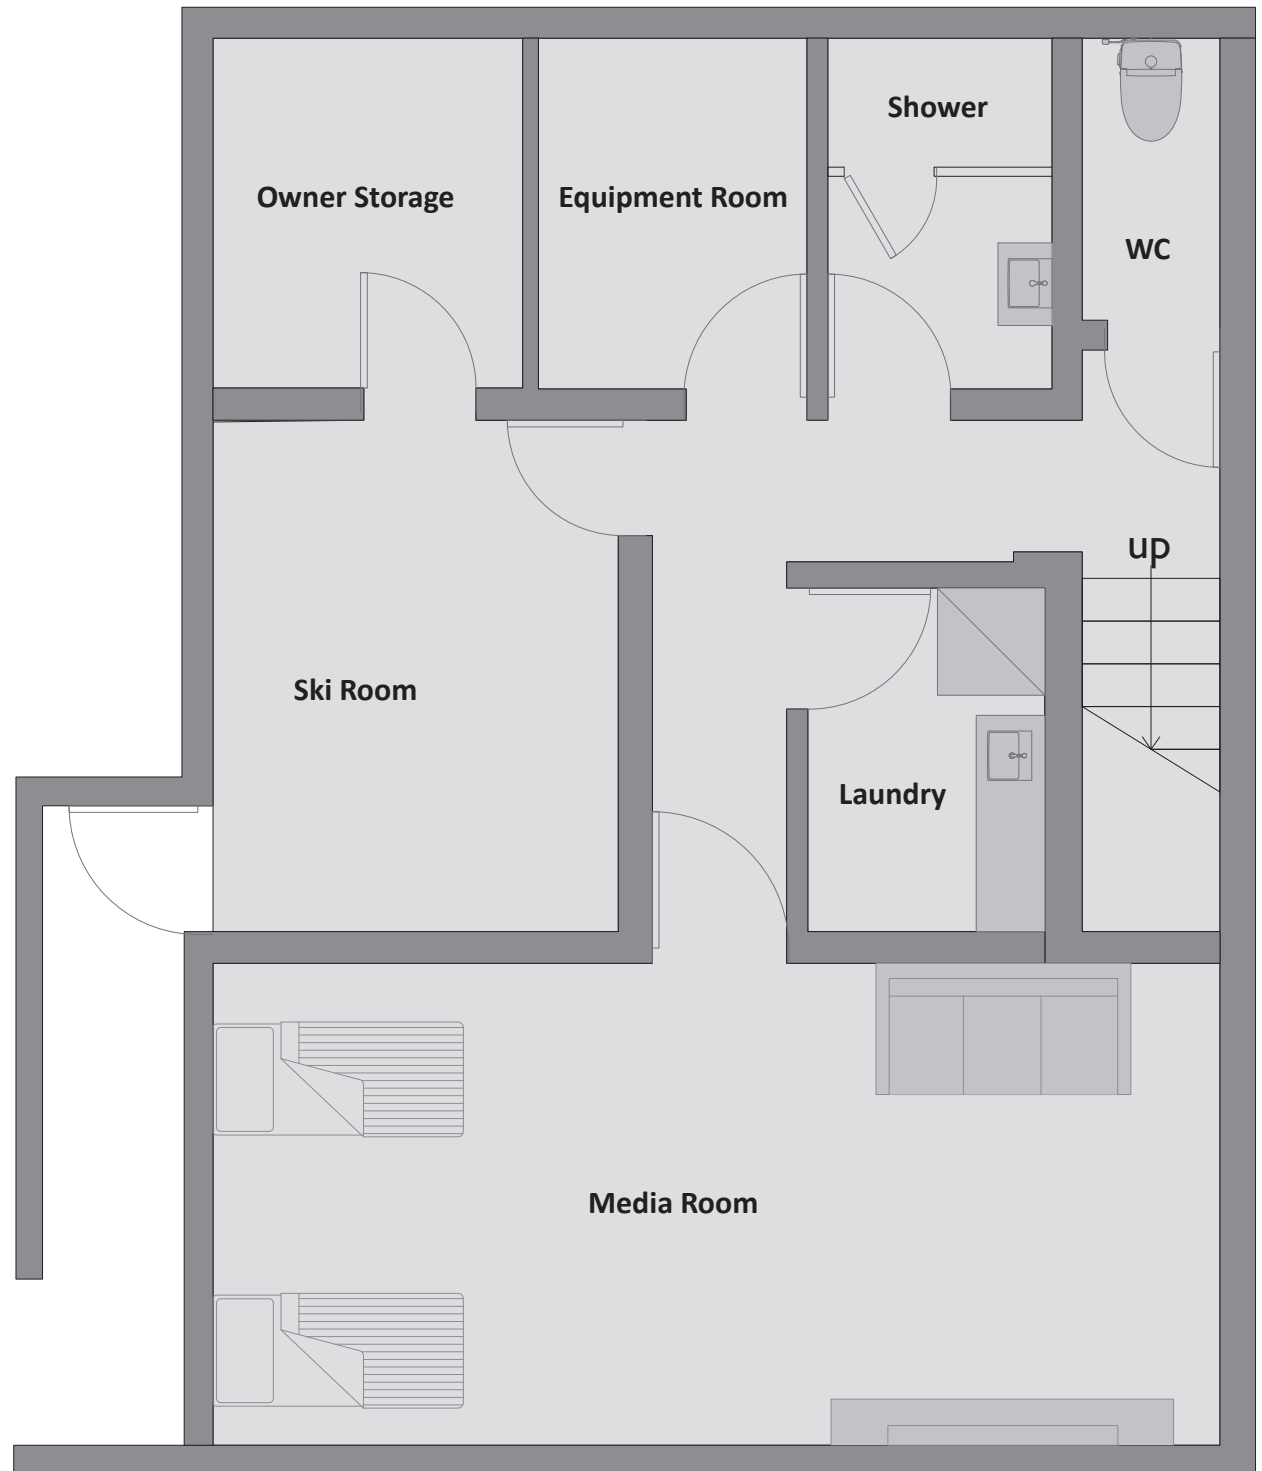 Shower
Owner Storage
Equipment Room
WC
up
Ski Room
Laundry
Media Room